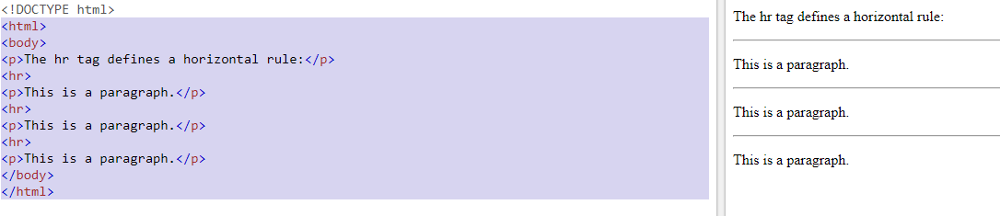 <!DOCTYPE html>
<html>
<body>
<p>The hr tag defines a horizontal rule:</p>
<hr>
<p>This is a paragraph.</p>
<hr>
<p>This is a paragraph.</p>
<hr>
<p>This is a paragraph.</p>
</body>
</html>
The hr tag defines a horizontal rule:
This is a paragraph.
This is a paragraph.
This is a paragraph.